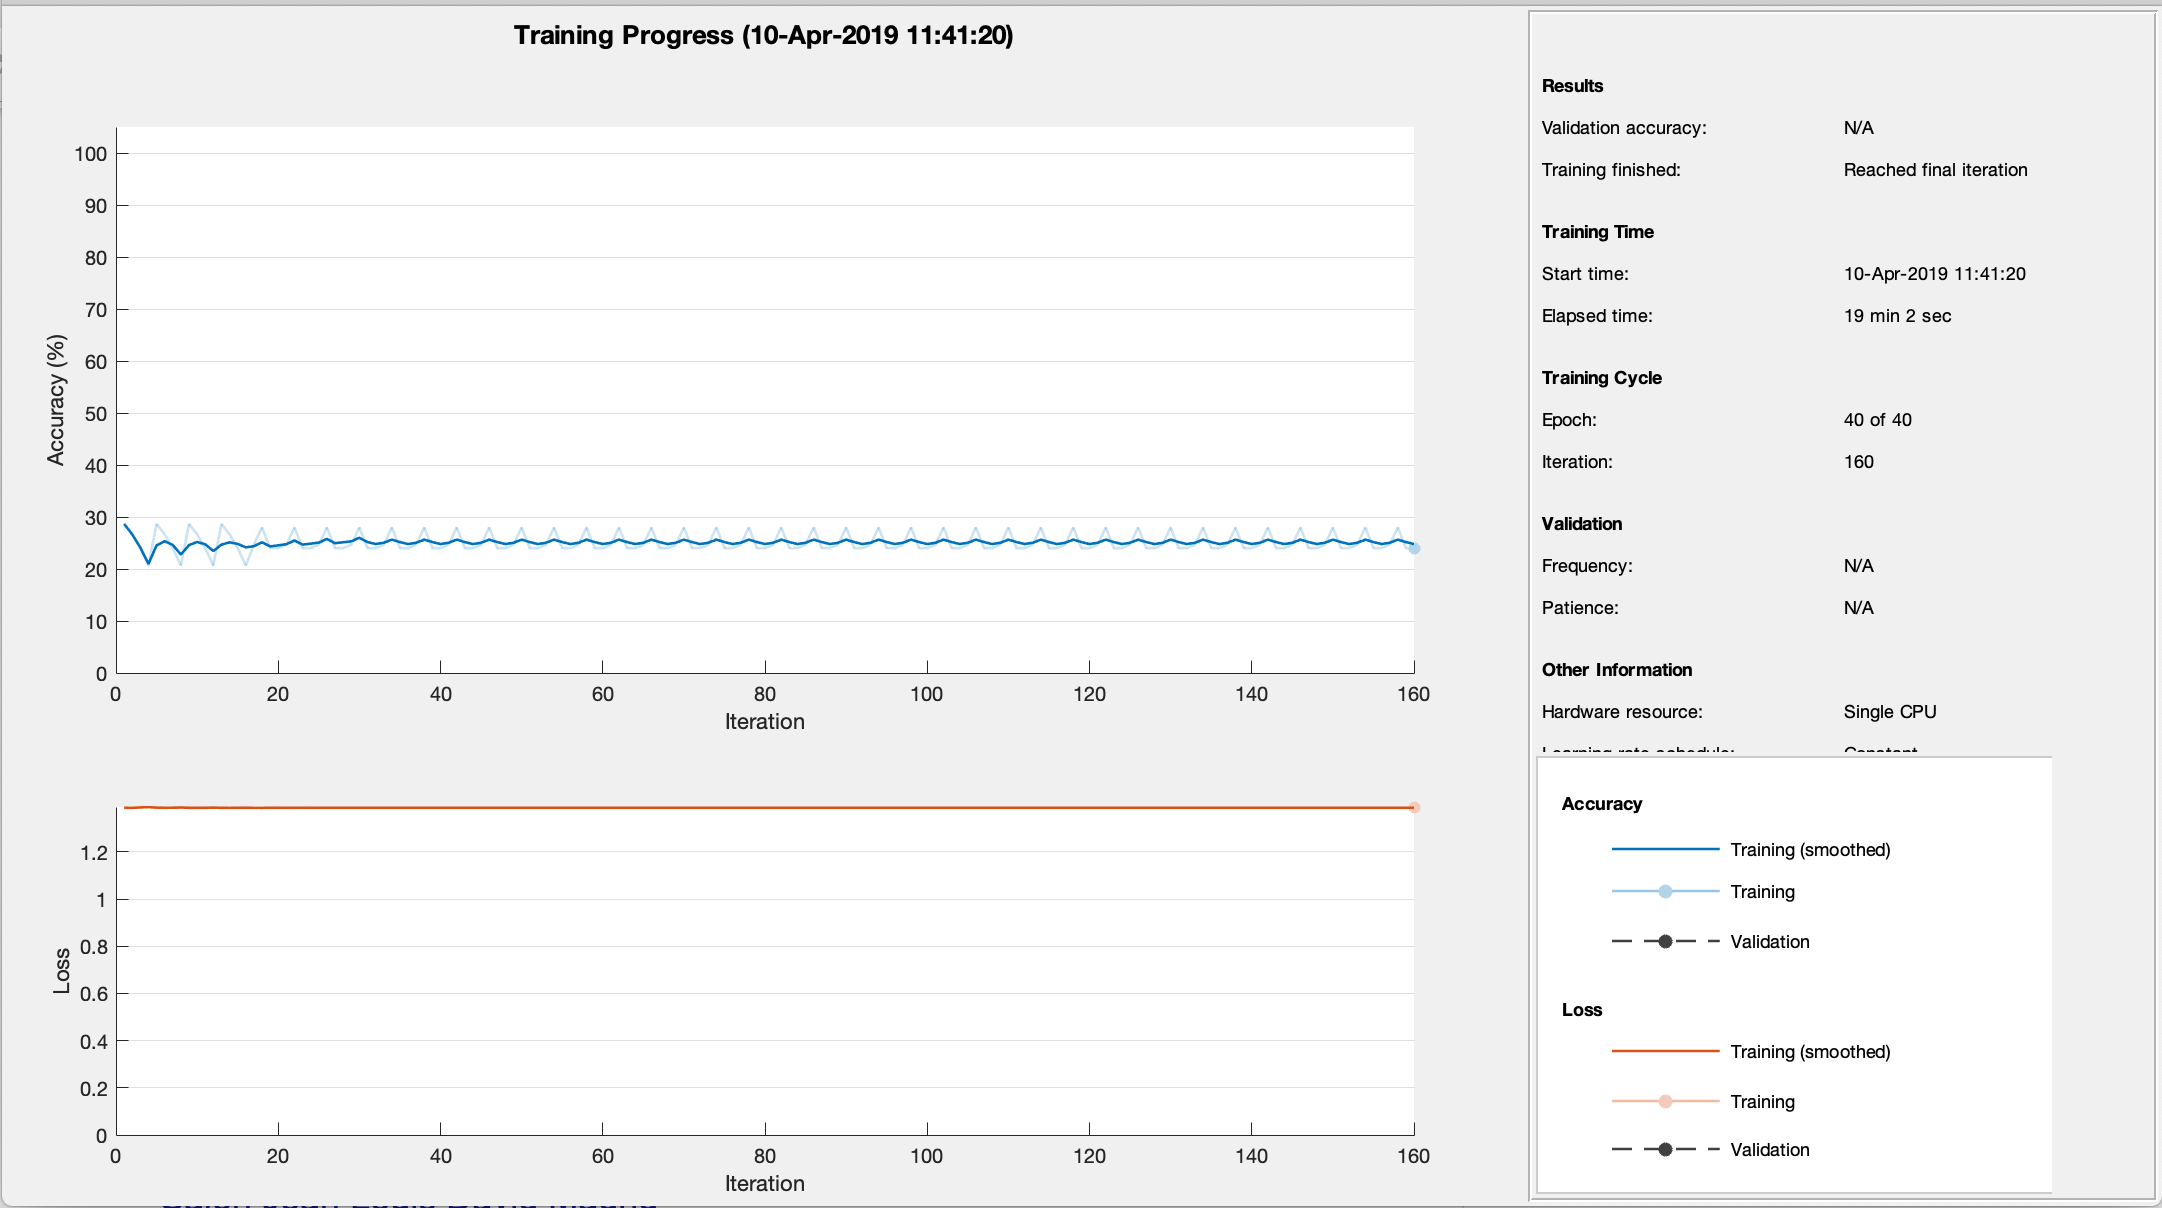 Training Progress (10-Apr-2019 11:41:20)
100
90
80
70
60
50
40
30
20
10
0
Accuracy (%)
0 20 40 60 80 100 120 140 160
Iteration
1.2
1
0.8
0.6
0.4
0.2
0
Loss
0 20 40 60 80 100 120 140 160
Iteration
Results
Validation accuracy: N/A
Training finished: Reached final iteration
Training Time
Start time: 10-Apr-2019 11:41:20
Elapsed time: 19 min 2 sec
Training Cycle
Epoch: 40 of 40
Iteration: 160
Validation
Frequency: N/A
Patience: N/A
Other Information
Hardware resource: Single CPU
Learning rate schedule: Constant
Accuracy
Training (smoothed)
Training
Validation
Loss
Training (smoothed)
Training
Validation